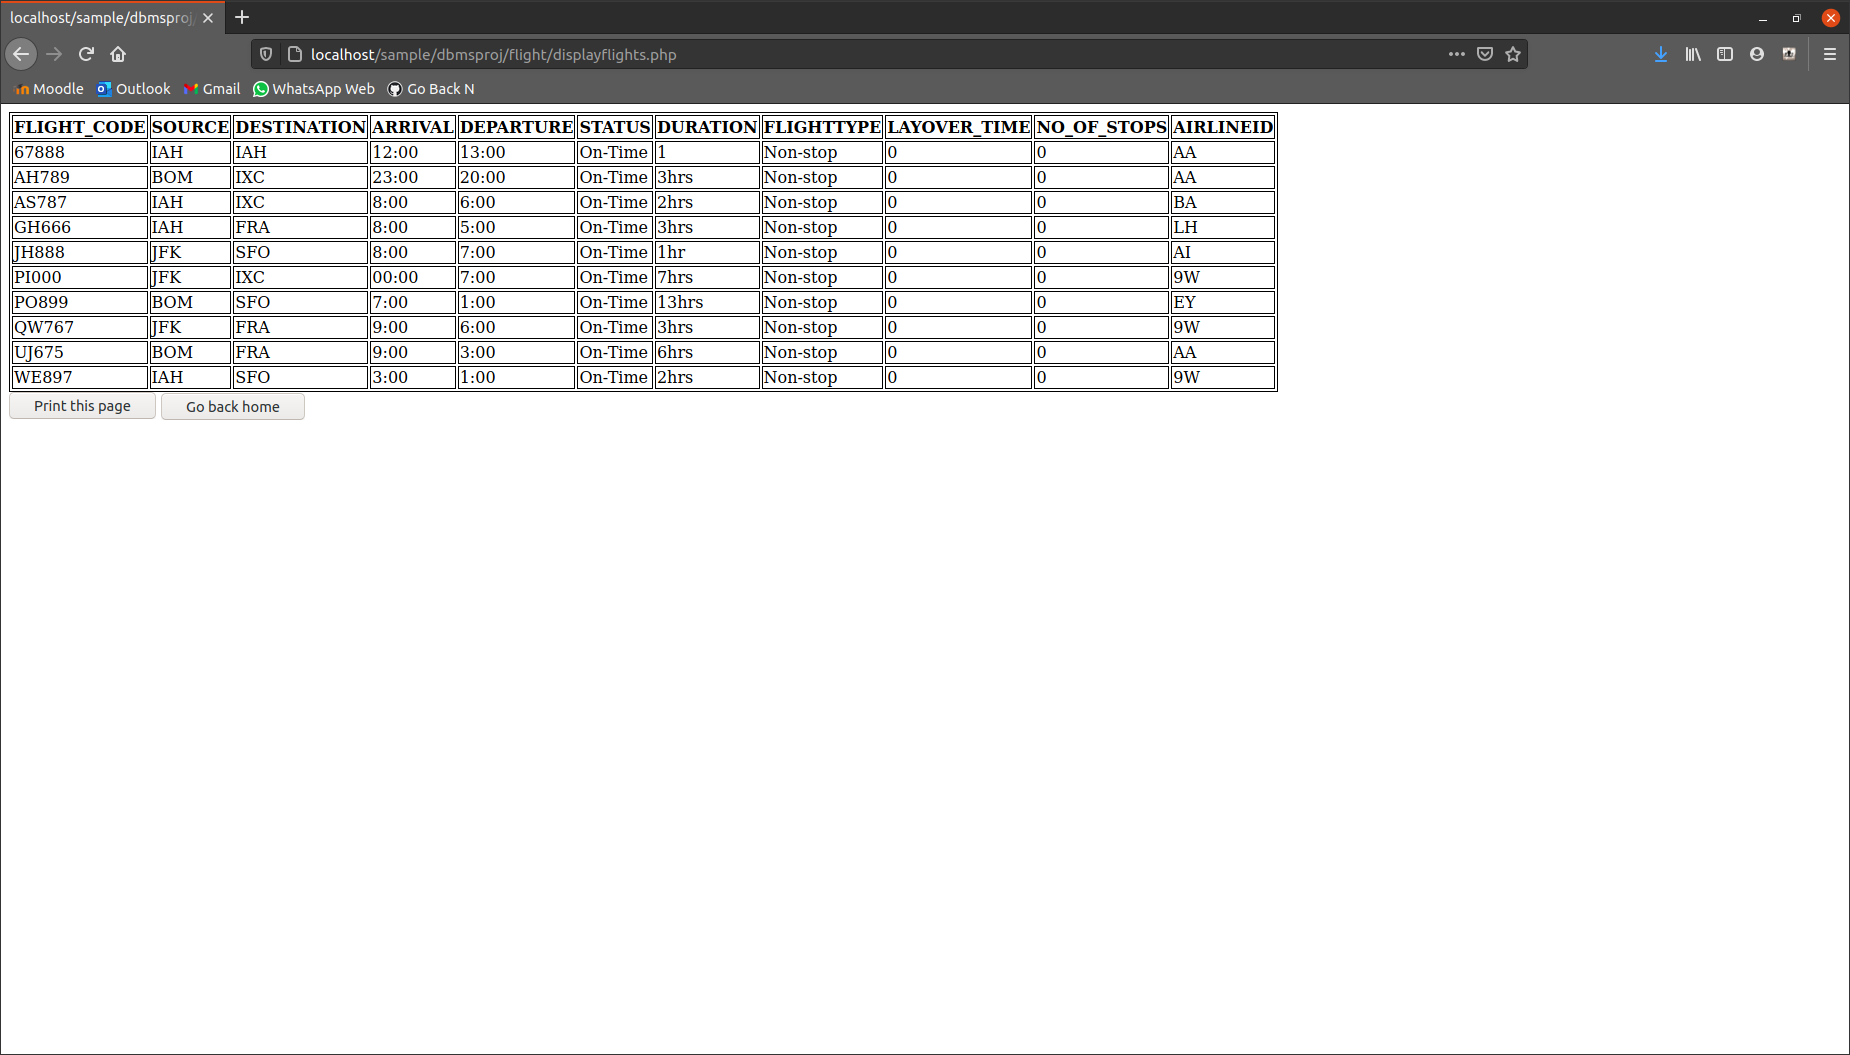 localhost/sample/dbmsproj/
localhost/sample/dbmsproj/flight/displayflights.php
Moodle Outlook Gmail WhatsApp Web Go Back N
FLIGHT_CODE SOURCE DESTINATION ARRIVAL DEPARTURE STATUS DURATION FLIGHTTYPE LAYOVER_TIME NO_OF_STOPS AIRLINEID
67888 IAH IAH 12:00 13:00 On-Time 1 Non-stop 0 0 AA
AH789 BOM IXC 23:00 20:00 On-Time 3hrs Non-stop 0 0 AA
AS787 IAH IXC 8:00 6:00 On-Time 2hrs Non-stop 0 0 BA
GH666 IAH FRA 8:00 5:00 On-Time 3hrs Non-stop 0 0 LH
JH888 JFK SFO 8:00 7:00 On-Time 1hr Non-stop 0 0 AI
PI000 JFK IXC 00:00 7:00 On-Time 7hrs Non-stop 0 0 9W
PO899 BOM SFO 7:00 1:00 On-Time 13hrs Non-stop 0 0 EY
QW767 JFK FRA 9:00 6:00 On-Time 3hrs Non-stop 0 0 9W
UJ675 BOM FRA 9:00 3:00 On-Time 6hrs Non-stop 0 0 AA
WE897 IAH SFO 3:00 1:00 On-Time 2hrs Non-stop 0 0 9W
Print this page Go back home